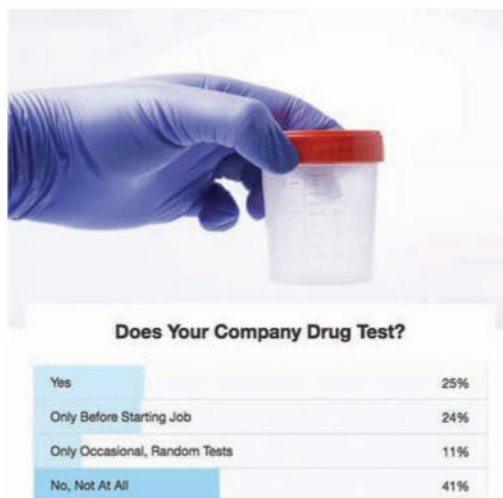 Does Your Company Drug Test?
Yes 25%
Only Before Starting Job 24%
Only Occasional, Random Tests 11%
No, Not At All 41%